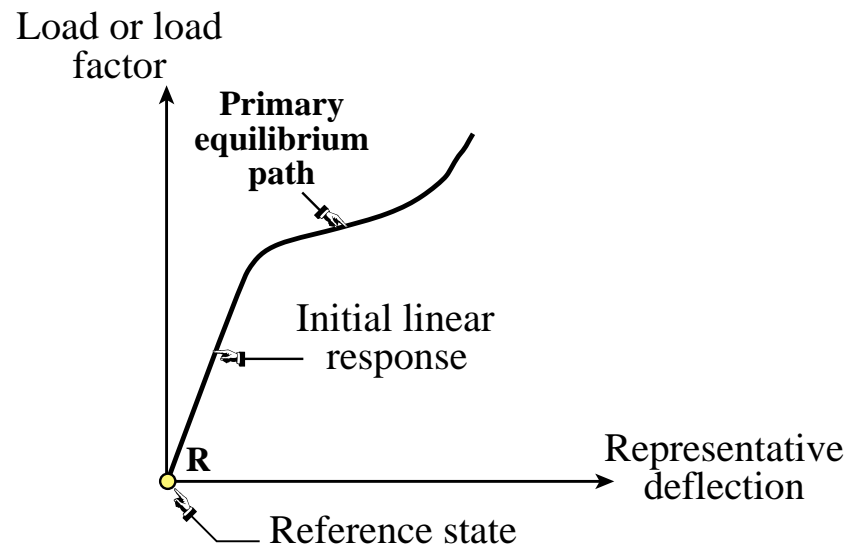 Load or load
factor
Primary
equilibrium
path
Initial linear
response
R
Representative
deflection
Reference state